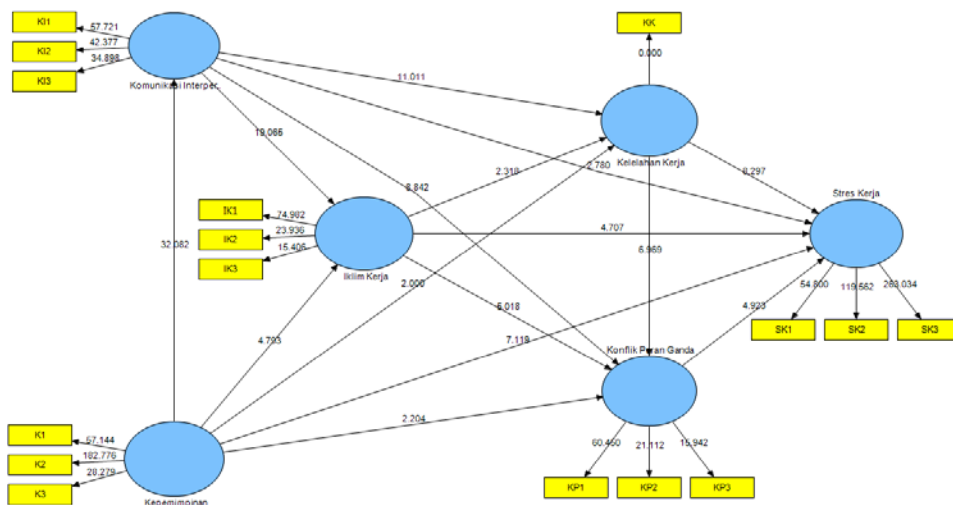 KI1
57.721
KI2
42.377
KI3
34.898
Komunikasi Interper.
KK
0.000
11.011
Kelelahan Kerja
19.065
2.318
2.780
8.297
8.842
Stres Kerja
IK1
74.982
IK2
23.936
IK3
15.406
Iklim Kerja
32.082
4.707
6.969
2.000
54.800
119.562
263.034
SK1
SK2
SK3
4.923
5.018
7.119
Konflik Peran Ganda
4.793
2.204
K1
57.144
K2
182.776
K3
28.279
Kepemimpinan
60.450
21.112
15.942
KP1
KP2
KP3